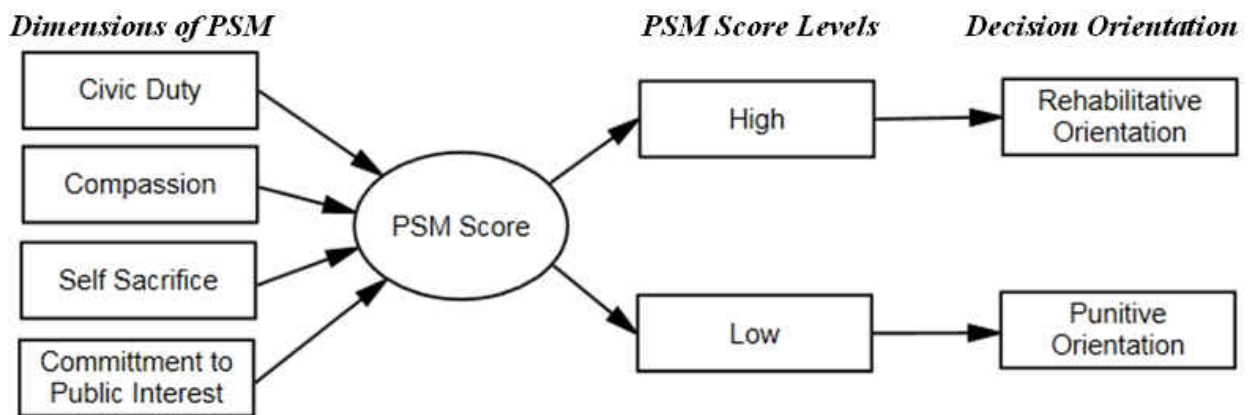 Dimensions of PSM
PSM Score Levels
Decision Orientation
Civic Duty
Compassion
Self Sacrifice
Committment to
Public Interest
PSM Score
High
Low
Rehabilitative
Orientation
Punitive
Orientation